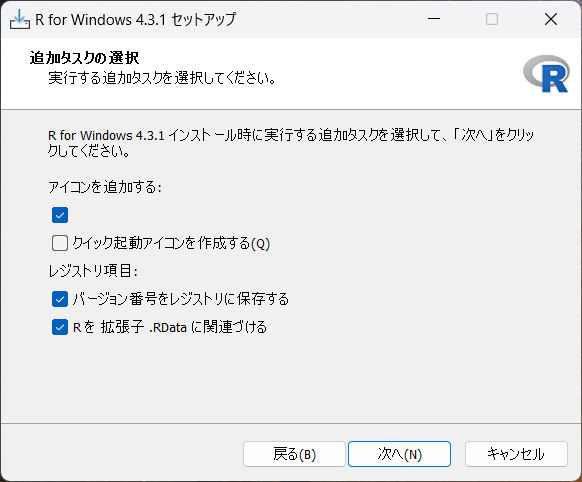 R for Windows 4.3.1 セットアップ
追加タスクの選択
実行する追加タスクを選択してください。
R
R for Windows 4.3.1 インストール時に実行する追加タスクを選択して、「次へ」をクリッ
クしてください。
アイコンを追加する:
クイック起動アイコンを作成する(Q)
レジストリ項目:
バージョン番号をレジストリに保存する
Rを 拡張子 .RData に関連づける
戻る(B)
次へ(N)
キャンセル